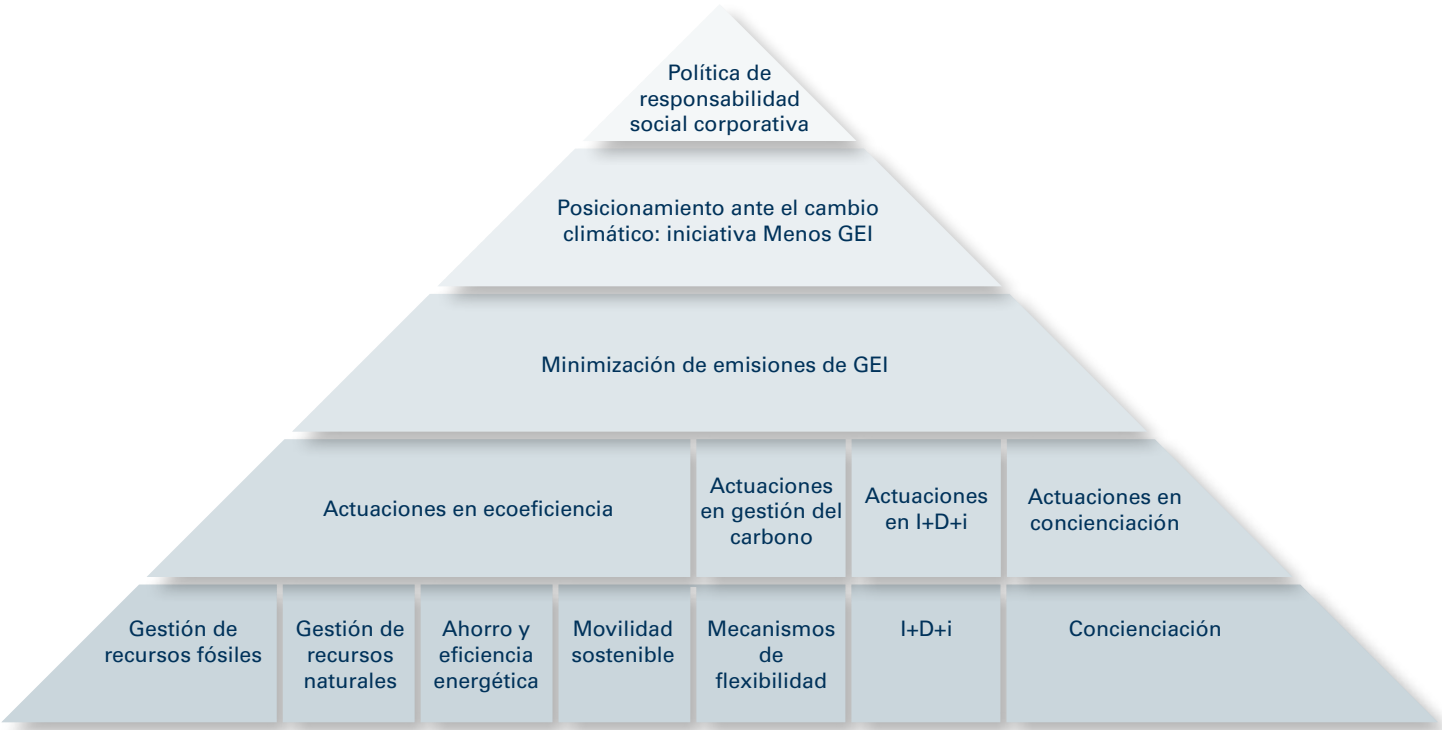 Política de
responsabilidad
social corporativa
Posicionamiento ante el cambio
climático: iniciativa Menos GEI
Minimización de emisiones de GEI
Actuaciones en ecoeficiencia
Actuaciones
en gestión del
carbono
Actuaciones
en I+D+i
Actuaciones en
concienciación
Gestión de
recursos fósiles
Gestión de
recursos
naturales
Ahorro y
eficiencia
energética
Movilidad
sostenible
Mecanismos
de
flexibilidad
I+D+i
Concienciación